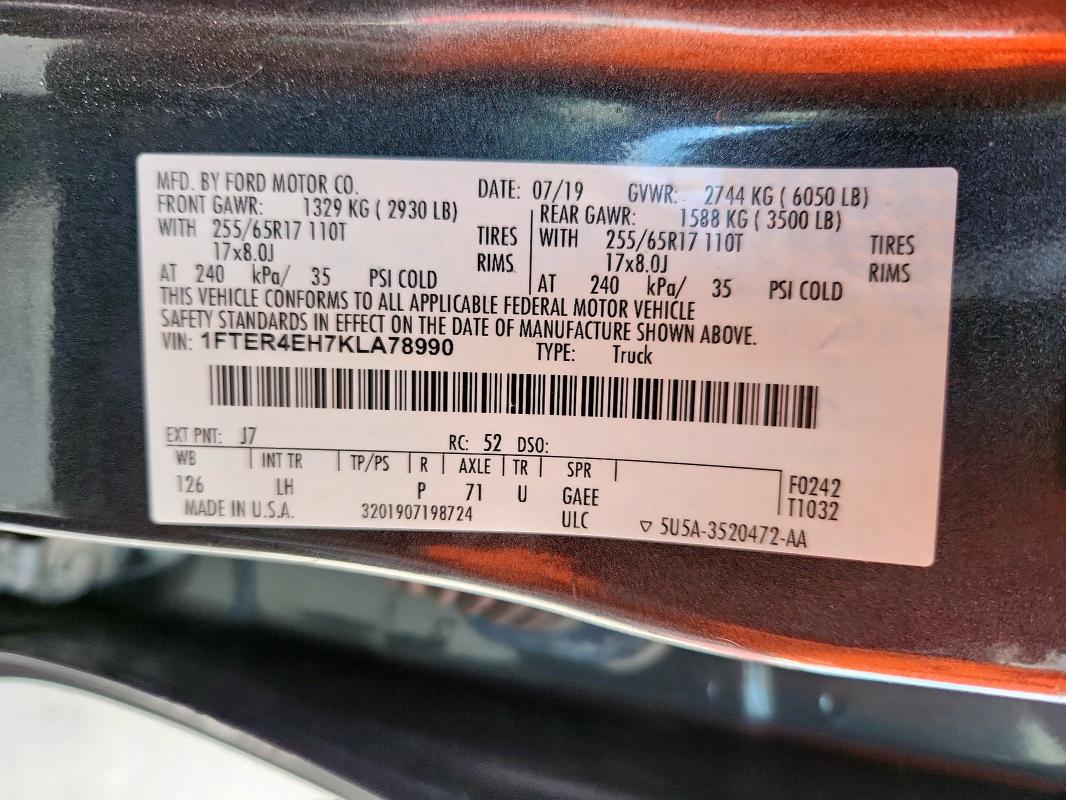 MFD. BY FORD MOTOR CO. DATE: 07/19 GVWR: 2744 KG ( 6050 LB)
FRONT GAWR: 1329 KG ( 2930 LB) REAR GAWR: 1588 KG ( 3500 LB)
WITH 255/65R17 110T TIRES WITH 255/65R17 110T TIRES
17x8.0J RIMS 17x8.0J RIMS
AT 240 kPa/ 35 PSI COLD AT 240 kPa/ 35 PSI COLD
THIS VEHICLE CONFORMS TO ALL APPLICABLE FEDERAL MOTOR VEHICLE
SAFETY STANDARDS IN EFFECT ON THE DATE OF MANUFACTURE SHOWN ABOVE.
VIN: 1FTER4EH7KLA78990 TYPE: Truck
EXT PNT: J7 RC: 52 DSO:
WB INT TR TP/PS R AXLE TR SPR F0242
126 LH P 71 U GAEE T1032
MADE IN U.S.A. 3201907198724 ULC ▽ 5U5A-3520472-AA